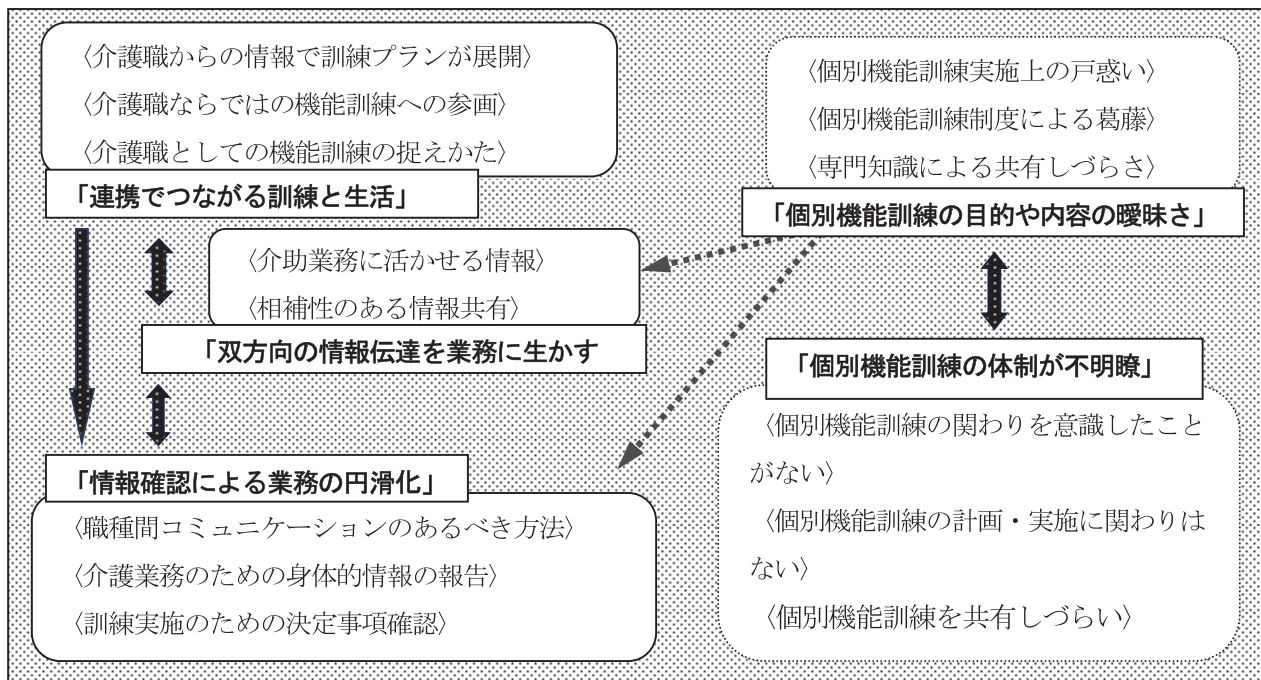 〈介護職からの情報で訓練プランが展開〉
〈介護職ならではの機能訓練への参画〉
〈介護職としての機能訓練の捉えかた〉
「連携でつながる訓練と生活」
〈介助業務に活かせる情報〉
〈相補性のある情報共有〉
「双方向の情報伝達を業務に生かす
「情報確認による業務の円滑化」
〈職種間コミュニケーションのあるべき方法〉
〈介護業務のための身体的情報の報告〉
〈訓練実施のための決定事項確認〉
〈個別機能訓練実施上の戸惑い〉
〈個別機能訓練制度による葛藤〉
〈専門知識による共有しづらさ〉
「個別機能訓練の目的や内容の曖昧さ」
「個別機能訓練の体制が不明瞭」
〈個別機能訓練の関わりを意識したこと
がない〉
〈個別機能訓練の計画・実施に関わりは
ない〉
〈個別機能訓練を共有しづらい〉